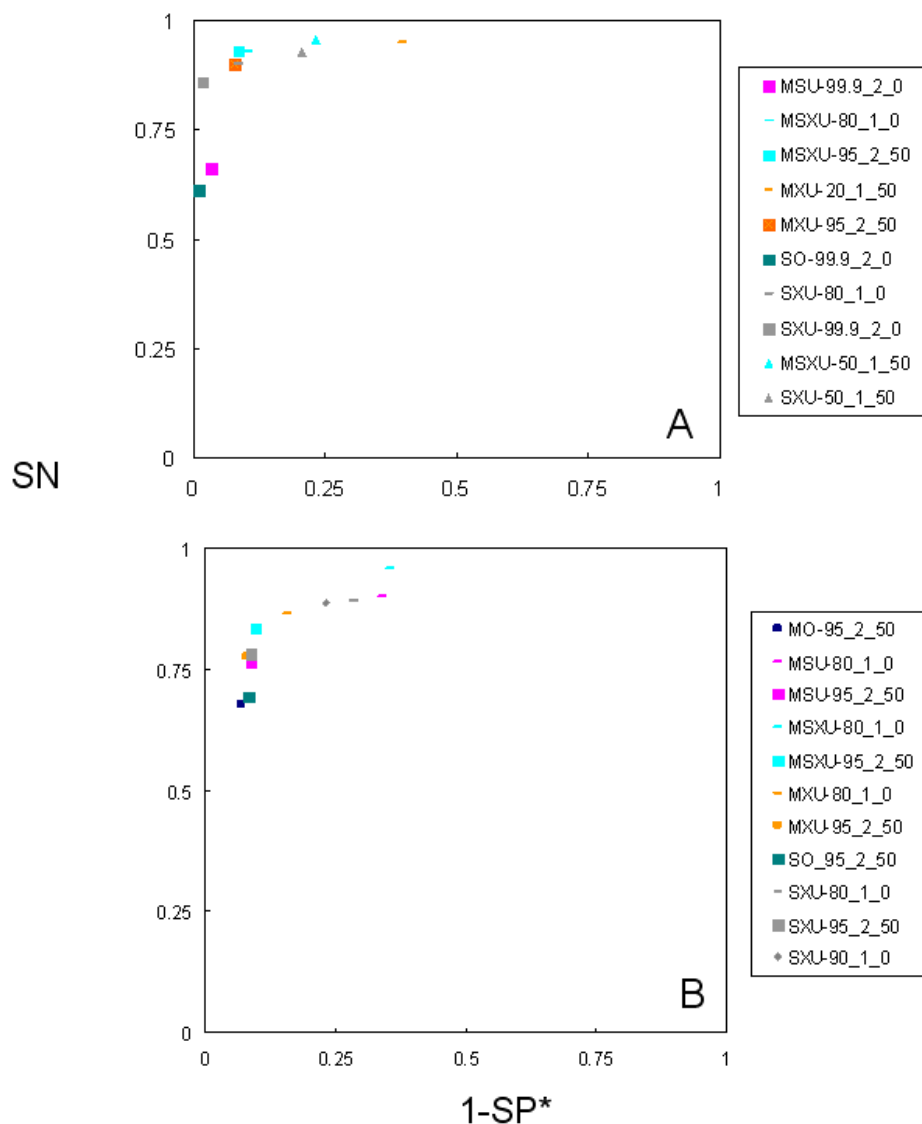 1
0.75
0.5
0.25
0
0
0.25
0.5
0.75
1
A
MSU-99.9_2_0
MSXU-80_1_0
MSXU-95_2_50
MXU-20_1_50
MXU-95_2_50
SO-99.9_2_0
SXU-80_1_0
SXU-99.9_2_0
MSXU-50_1_50
SXU-50_1_50
SN
1
0.75
0.5
0.25
0
0
0.25
0.5
0.75
1
B
MO-95_2_50
MSU-80_1_0
MSU-95_2_50
MSXU-80_1_0
MSXU-95_2_50
MXU-80_1_0
MXU-95_2_50
SO_95_2_50
SXU-80_1_0
SXU-95_2_50
SXU-90_1_0
1-SP*